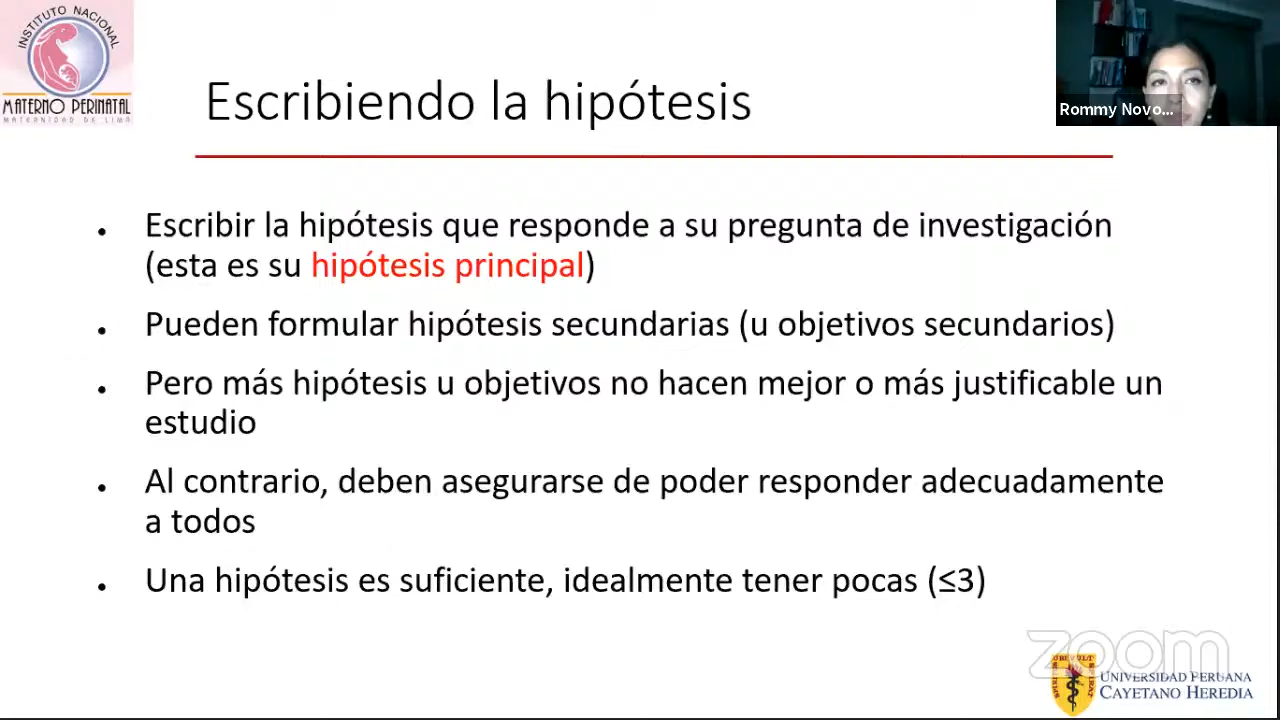 INSTITUTO NACIONAL
MATERNO PERINATAL
MATERNIDAD DE LIMA
Escribiendo la hipótesis
Rommy Novo...
• Escribir la hipótesis que responde a su pregunta de investigación
(esta es su hipótesis principal)
• Pueden formular hipótesis secundarias (u objetivos secundarios)
• Pero más hipótesis u objetivos no hacen mejor o más justificable un
estudio
• Al contrario, deben asegurarse de poder responder adecuadamente
a todos
• Una hipótesis es suficiente, idealmente tener pocas (≤3)
zoom
UNIVERSIDAD PERUANA
CAYETANO HEREDIA